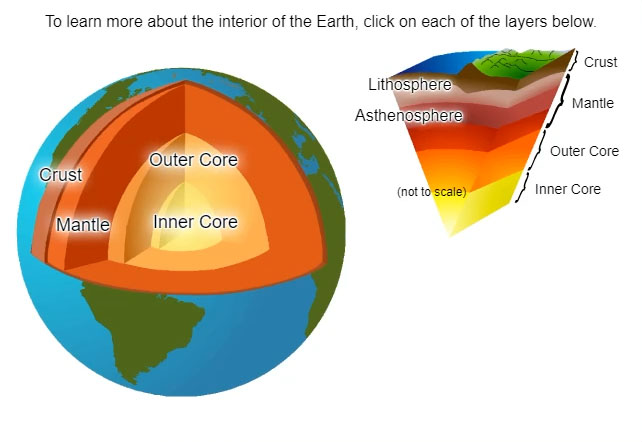 To learn more about the interior of the Earth, click on each of the layers below.
Crust
Mantle
Outer Core
Inner Core
Lithosphere
Asthenosphere
(not to scale)
Crust
Mantle
Outer Core
Inner Core